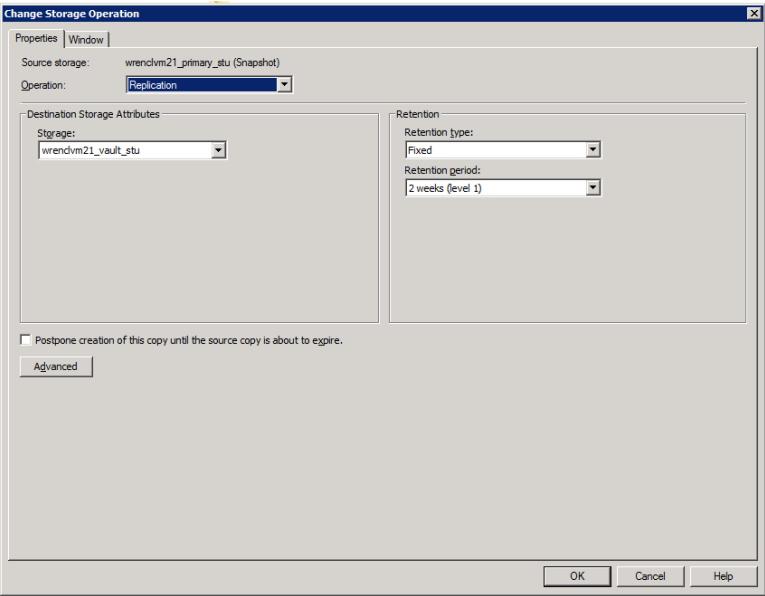 Change Storage Operation
Properties
Window
Source storage: wrenclvm21_primary_stu (Snapshot)
Operation: Replication
Destination Storage Attributes
Storage:
wrenclvm21_vault_stu
Retention
Retention type:
Fixed
Retention period:
2 weeks (level 1)
Postpone creation of this copy until the source copy is about to expire.
Advanced
OK
Cancel
Help